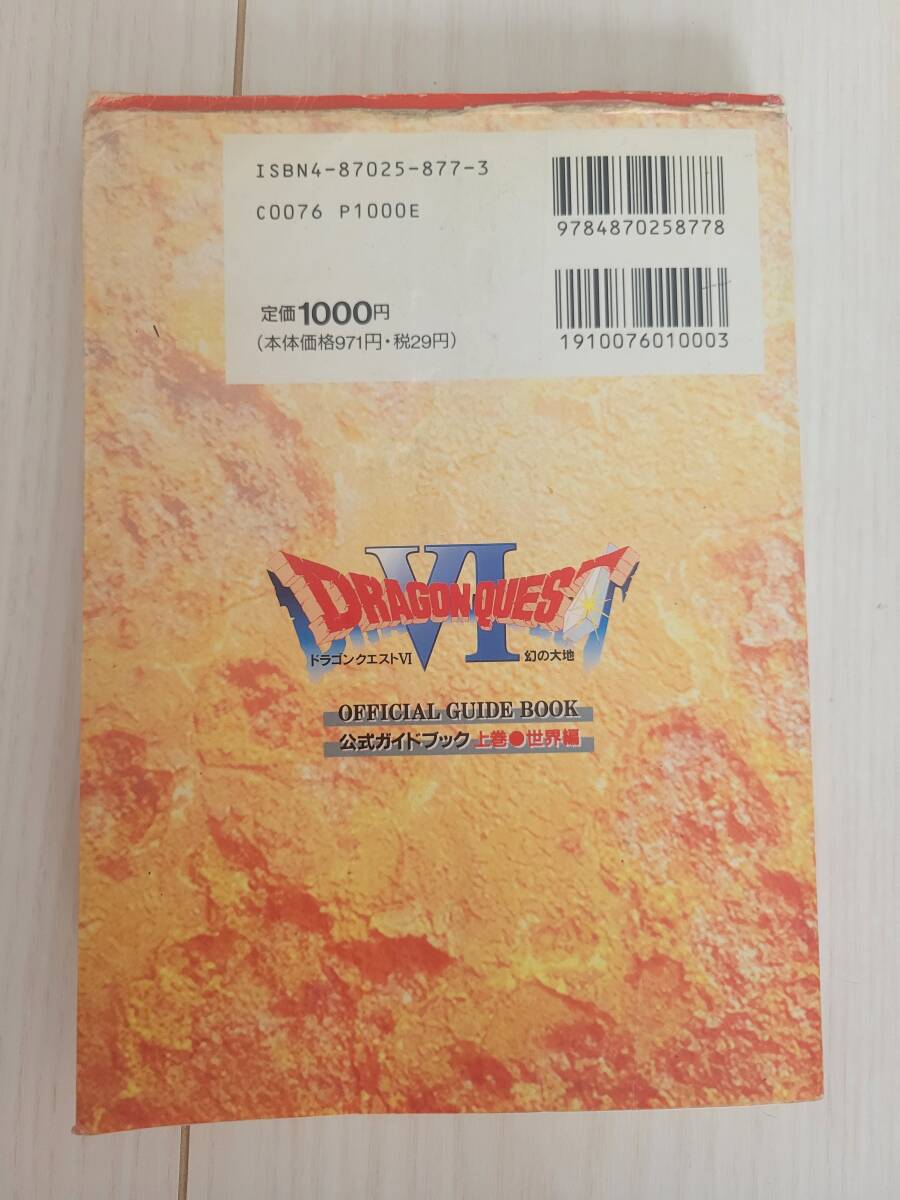 ISBN4-87025-877-3
C0076 P1000E
9784870258778
定価1000円
(本体価格971円・税29円)
1910076010003
VI
DRAGON QUEST
ドラゴンクエストVI 幻の大地
OFFICIAL GUIDE BOOK
公式ガイドブック 上巻●世界編